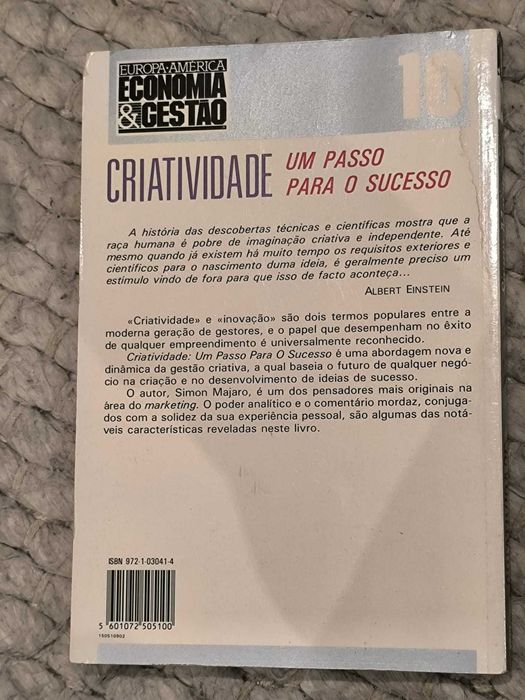 EUROPA-AMÉRICA
ECONOMIA
& GESTÃO
10
CRIATIVIDADE UM PASSO
PARA O SUCESSO
A história das descobertas técnicas e científicas mostra que a
raça humana é pobre de imaginação criativa e independente. Até
mesmo quando já existem há muito tempo os requisitos exteriores e
científicos para o nascimento duma ideia, é geralmente preciso um
estimulo vindo de fora para que isso de facto aconteça...
ALBERT EINSTEIN
«Criatividade» e «inovação» são dois termos populares entre a
moderna geração de gestores, e o papel que desempenham no êxito
de qualquer empreendimento é universalmente reconhecido.
Criatividade: Um Passo Para O Sucesso é uma abordagem nova e
dinâmica da gestão criativa, a qual baseia o futuro de qualquer negó-
cio na criação e no desenvolvimento de ideias de sucesso.
O autor, Simon Majaro, é um dos pensadores mais originais na
área do marketing. O poder analítico e o comentário mordaz, conjuga-
dos com a solidez da sua experiência pessoal, são algumas das notá-
veis características reveladas neste livro.
ISBN 972-1-03041-4
5 601072 505100
150510902